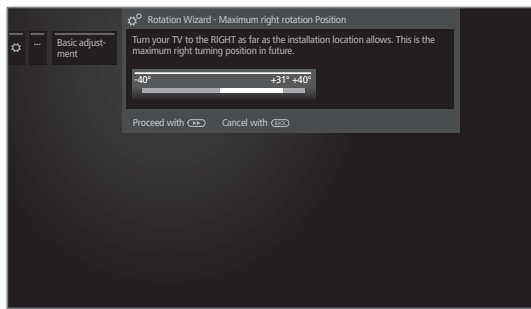 Rotation Wizard - Maximum right rotation Position
...
Basic adjust-
ment
Turn your TV to the RIGHT as far as the installation location allows. This is the
maximum right turning position in future.
-40° +31° +40°
Proceed with Cancel with BACK